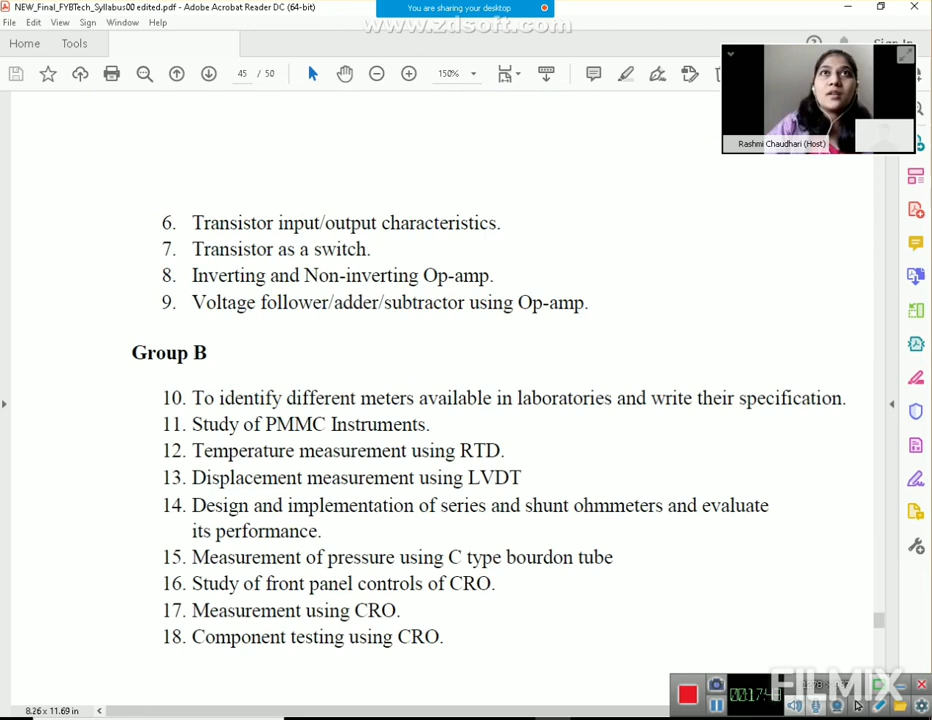 NEW_Final_FYBTech_Syllabus00 edited.pdf - Adobe Acrobat Reader DC (64-bit)
You are sharing your desktop
www.zdsoft.com
File Edit View Sign Window Help
Home Tools
Sign In
45 / 50
150%
Rashmi Chaudhari (Host)
6. Transistor input/output characteristics.
7. Transistor as a switch.
8. Inverting and Non-inverting Op-amp.
9. Voltage follower/adder/subtractor using Op-amp.
Group B
10. To identify different meters available in laboratories and write their specification.
11. Study of PMMC Instruments.
12. Temperature measurement using RTD.
13. Displacement measurement using LVDT
14. Design and implementation of series and shunt ohmmeters and evaluate
its performance.
15. Measurement of pressure using C type bourdon tube
16. Study of front panel controls of CRO.
17. Measurement using CRO.
18. Component testing using CRO.
FILMIX
8.26 x 11.69 in